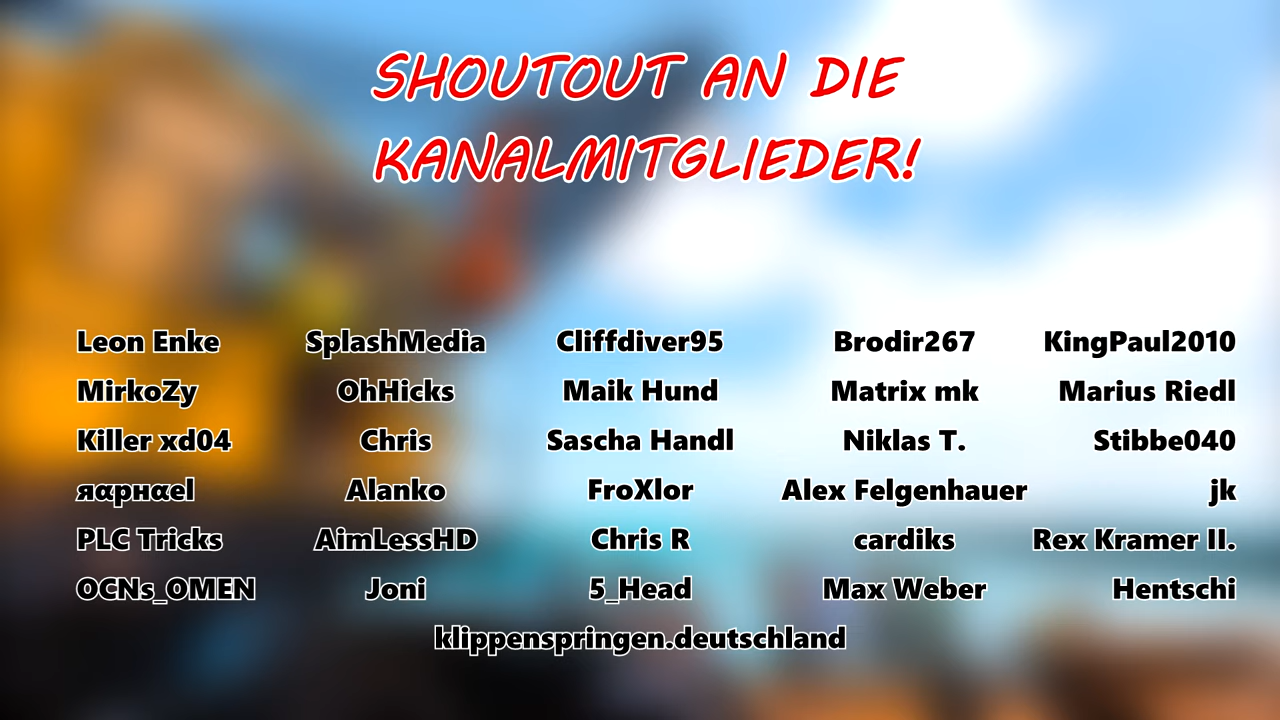 SHOUTOUT AN DIE
KANALMITGLIEDER!
Leon Enke SplashMedia Cliffdiver95 Brodir267 KingPaul2010
MirkoZy OhHicks Maik Hund Matrix mk Marius Riedl
Killer xd04 Chris Sascha Handl Niklas T. Stibbe040
яαpнαel Alanko FroXlor Alex Felgenhauer jk
PLC Tricks AimLessHD Chris R cardiks Rex Kramer II.
OCNs_OMEN Joni 5_Head Max Weber Hentschi
klippenspringen.deutschland